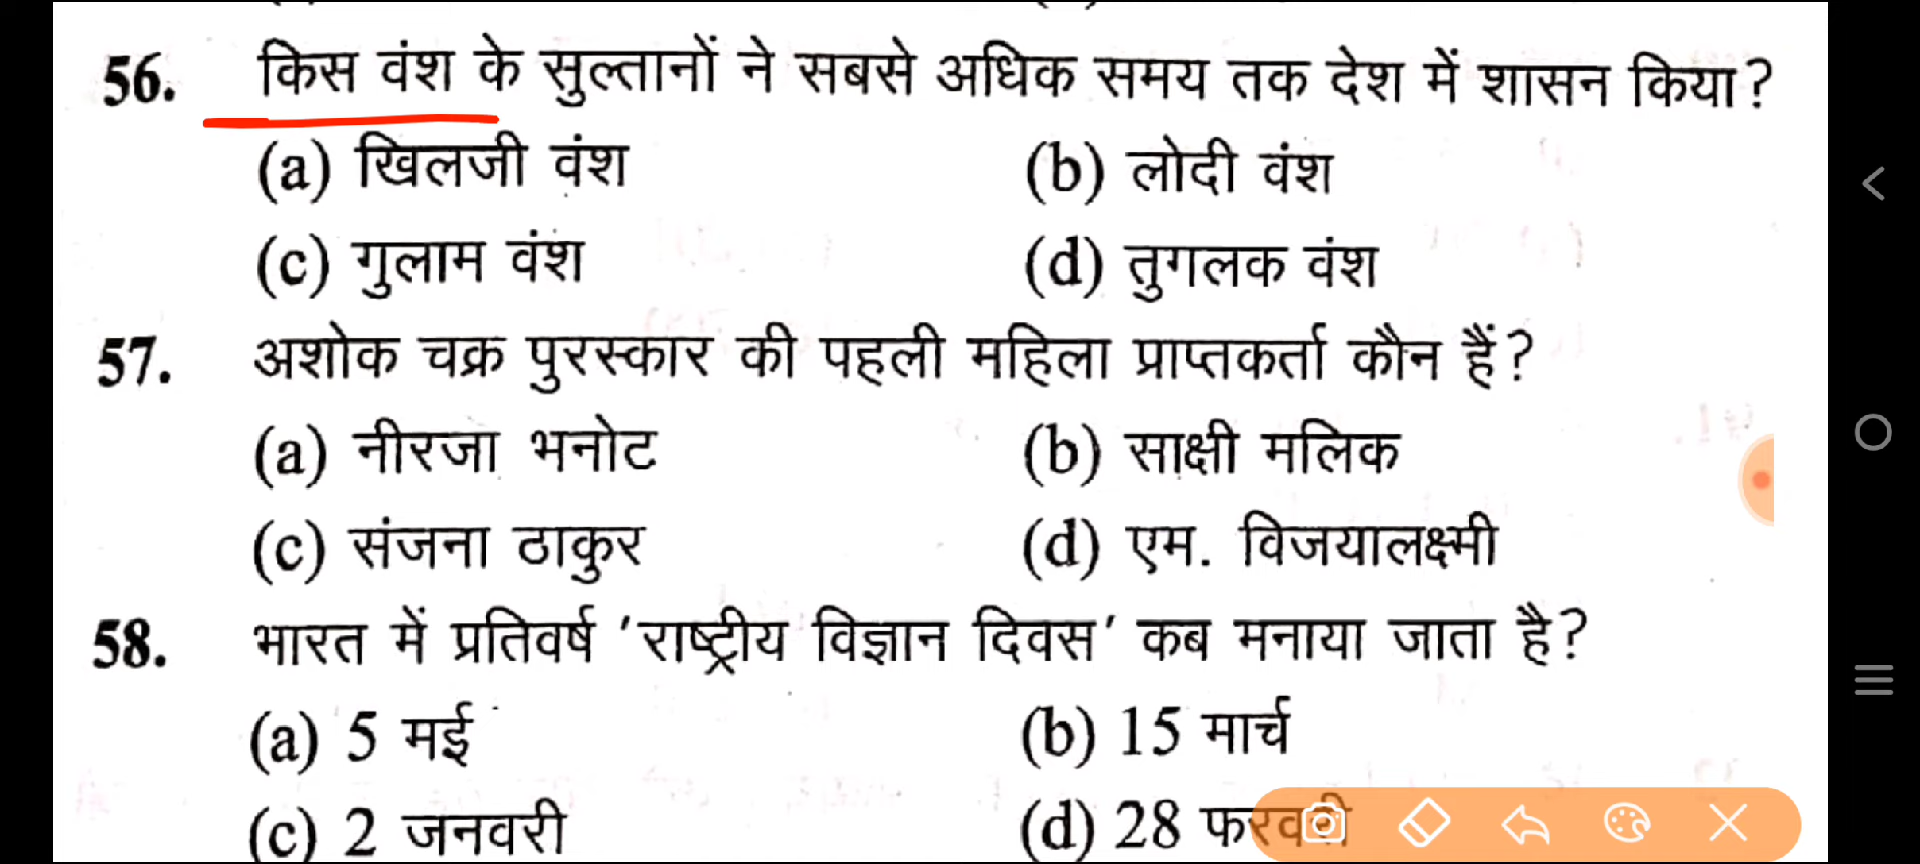 56. किस वंश के सुल्तानों ने सबसे अधिक समय तक देश में शासन किया?
(a) खिलजी वंश (b) लोदी वंश
(c) गुलाम वंश (d) तुगलक वंश
57. अशोक चक्र पुरस्कार की पहली महिला प्राप्तकर्ता कौन हैं?
(a) नीरजा भनोट (b) साक्षी मलिक
(c) संजना ठाकुर (d) एम. विजयालक्ष्मी
58. भारत में प्रतिवर्ष 'राष्ट्रीय विज्ञान दिवस' कब मनाया जाता है?
(a) 5 मई (b) 15 मार्च
(c) 2 जनवरी (d) 28 फरवरी